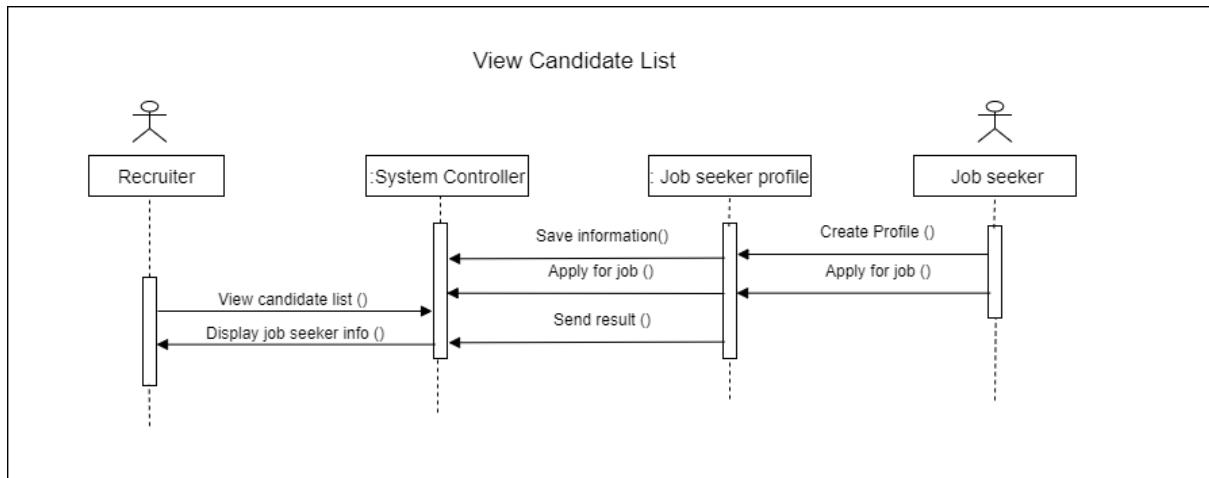 View Candidate List
Recruiter
:System Controller
: Job seeker profile
Job seeker
Save information()
Create Profile ()
Apply for job ()
Apply for job ()
View candidate list ()
Send result ()
Display job seeker info ()